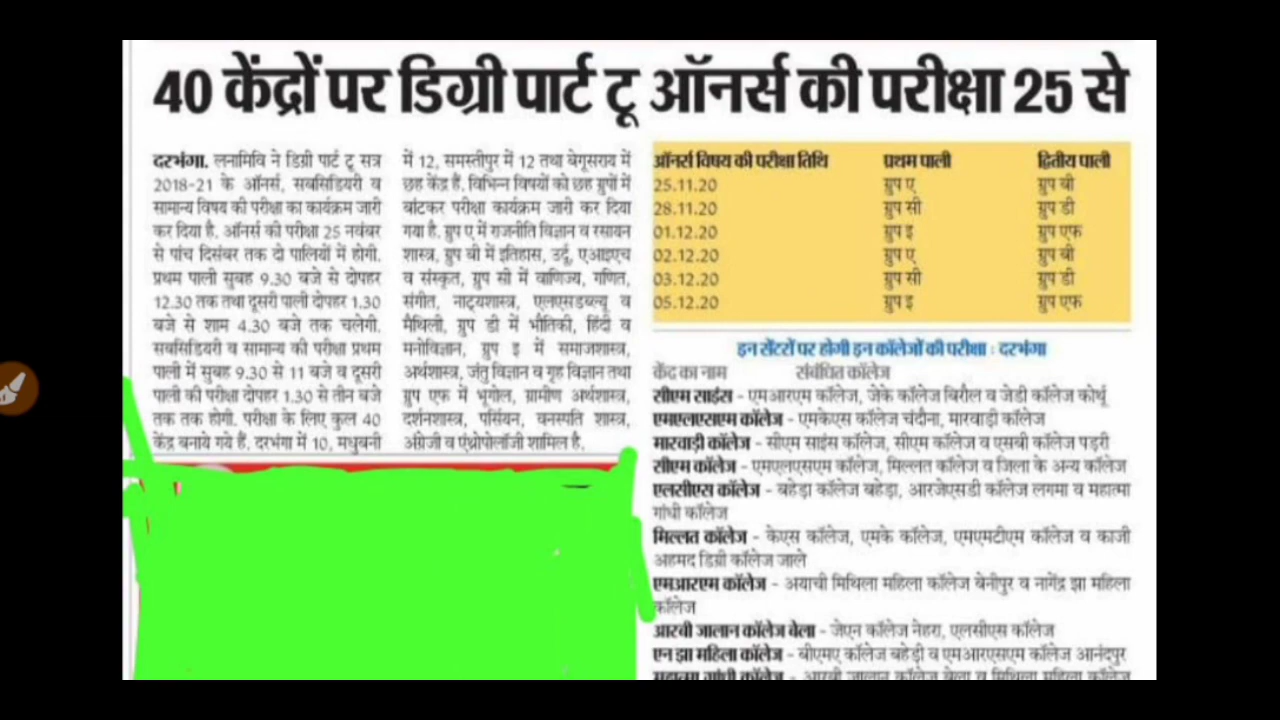 40 केंद्रों पर डिग्री पार्ट टू ऑनर्स की परीक्षा 25 से
दरभंगा. लनामिवि ने डिग्री पार्ट टू सत्र
2018-21 के ऑनर्स, सबसिडियरी व
सामान्य विषय की परीक्षा का कार्यक्रम जारी
कर दिया है. ऑनर्स की परीक्षा 25 नवंबर
से पांच दिसंबर तक दो पालियों में होगी.
प्रथम पाली सुबह 9.30 बजे से दोपहर
12.30 तक तथा दूसरी पाली दोपहर 1.30
बजे से शाम 4.30 बजे तक चलेगी.
सबसिडियरी व सामान्य की परीक्षा प्रथम
पाली में सुबह 9.30 से 11 बजे व दूसरी
पाली की परीक्षा दोपहर 1.30 से तीन बजे
तक तक होगी. परीक्षा के लिए कुल 40
केंद्र बनाये गये हैं. दरभंगा में 10, मधुबनी
में 12, समस्तीपुर में 12 तथा बेगूसराय में
छह केंद्र हैं. विभिन्न विषयों को छह ग्रुपों में
बांटकर परीक्षा कार्यक्रम जारी कर दिया
गया है. ग्रुप ए में राजनीति विज्ञान व रसायन
शास्त्र, ग्रुप बी में इतिहास, उर्दू, एआइएच
व संस्कृत, ग्रुप सी में वाणिज्य, गणित,
संगीत, नाट्यशास्त्र, एलएसडब्ल्यू व
मैथिली, ग्रुप डी में भौतिकी, हिंदी व
मनोविज्ञान, ग्रुप इ में समाजशास्त्र,
अर्थशास्त्र, जंतु विज्ञान व गृह विज्ञान तथा
ग्रुप एफ में भूगोल, ग्रामीण अर्थशास्त्र,
दर्शनशास्त्र, पर्सियन, वनस्पति शास्त्र,
अंग्रेजी व एंथ्रोपोलॉजी शामिल है.
ऑनर्स विषय की परीक्षा तिथि प्रथम पाली द्वितीय पाली
25.11.20 ग्रुप ए ग्रुप बी
28.11.20 ग्रुप सी ग्रुप डी
01.12.20 ग्रुप इ ग्रुप एफ
02.12.20 ग्रुप ए ग्रुप बी
03.12.20 ग्रुप सी ग्रुप डी
05.12.20 ग्रुप इ ग्रुप एफ
इन सेंटरों पर होगी इन कॉलेजों की परीक्षा : दरभंगा
केंद का नाम संबंधित कॉलेज
सीएम साइंस - एमआरएम कॉलेज, जेके कॉलेज बिरौल व जेडी कॉलेज कोर्थू
एमएलएसएम कॉलेज - एमकेएस कॉलेज चंदौना, मारवाड़ी कॉलेज
मारवाड़ी कॉलेज - सीएम साइंस कॉलेज, सीएम कॉलेज व एसबी कॉलेज पड़री
सीएम कॉलेज - एमएलएसएम कॉलेज, मिल्लत कॉलेज व जिला के अन्य कॉलेज
एलसीएस कॉलेज - बहेड़ा कॉलेज बहेड़ा, आरजेएसडी कॉलेज लगमा व महात्मा
गांधी कॉलेज
मिल्लत कॉलेज - केएस कॉलेज, एमके कॉलेज, एमएमटीएम कॉलेज व काजी
अहमद डिग्री कॉलेज जाले
एमआरएम कॉलेज - अयाची मिथिला महिला कॉलेज बेनीपुर व नागेंद्र झा महिला
कॉलेज
आरबी जालान कॉलेज बेला - जेएन कॉलेज नेहरा, एलसीएस कॉलेज
एन झा महिला कॉलेज - बीएमए कॉलेज बहेड़ी व एमआरएसएम कॉलेज आनंदपुर
महात्मा गांधी कॉलेज - आरबी जालान कॉलेज बेला व मिथिला महिला कॉलेज